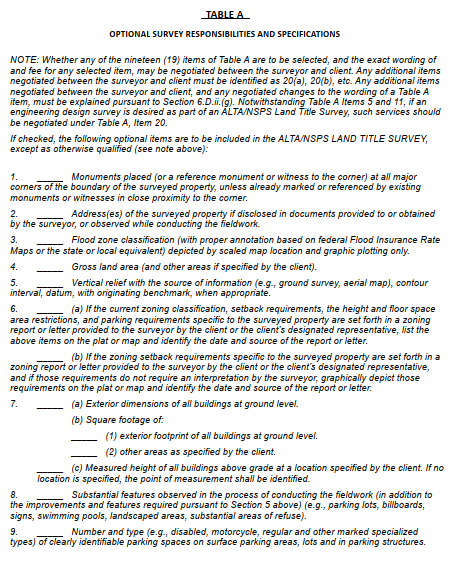 TABLE A
OPTIONAL SURVEY RESPONSIBILITIES AND SPECIFICATIONS
NOTE: Whether any of the nineteen (19) items of Table A are to be selected, and the exact wording of
and fee for any selected item, may be negotiated between the surveyor and client. Any additional items
negotiated between the surveyor and client must be identified as 20(a), 20(b), etc. Any additional items
negotiated between the surveyor and client, and any negotiated changes to the wording of a Table A
item, must be explained pursuant to Section 6.D.ii.(g). Notwithstanding Table A Items 5 and 11, if an
engineering design survey is desired as part of an ALTA/NSPS Land Title Survey, such services should
be negotiated under Table A, Item 20.
If checked, the following optional items are to be included in the ALTA/NSPS LAND TITLE SURVEY,
except as otherwise qualified (see note above):
1. _____ Monuments placed (or a reference monument or witness to the corner) at all major
corners of the boundary of the surveyed property, unless already marked or referenced by existing
monuments or witnesses in close proximity to the corner.
2. _____ Address(es) of the surveyed property if disclosed in documents provided to or obtained
by the surveyor, or observed while conducting the fieldwork.
3. _____ Flood zone classification (with proper annotation based on federal Flood Insurance Rate
Maps or the state or local equivalent) depicted by scaled map location and graphic plotting only.
4. _____ Gross land area (and other areas if specified by the client).
5. _____ Vertical relief with the source of information (e.g., ground survey, aerial map), contour
interval, datum, with originating benchmark, when appropriate.
6. _____ (a) If the current zoning classification, setback requirements, the height and floor space
area restrictions, and parking requirements specific to the surveyed property are set forth in a zoning
report or letter provided to the surveyor by the client or the client's designated representative, list the
above items on the plat or map and identify the date and source of the report or letter.
_____ (b) If the zoning setback requirements specific to the surveyed property are set forth in a
zoning report or letter provided to the surveyor by the client or the client's designated representative,
and if those requirements do not require an interpretation by the surveyor, graphically depict those
requirements on the plat or map and identify the date and source of the report or letter.
7. _____ (a) Exterior dimensions of all buildings at ground level.
(b) Square footage of:
_____ (1) exterior footprint of all buildings at ground level.
_____ (2) other areas as specified by the client.
_____ (c) Measured height of all buildings above grade at a location specified by the client. If no
location is specified, the point of measurement shall be identified.
8. _____ Substantial features observed in the process of conducting the fieldwork (in addition to
the improvements and features required pursuant to Section 5 above) (e.g., parking lots, billboards,
signs, swimming pools, landscaped areas, substantial areas of refuse).
9. _____ Number and type (e.g., disabled, motorcycle, regular and other marked specialized
types) of clearly identifiable parking spaces on surface parking areas, lots and in parking structures.